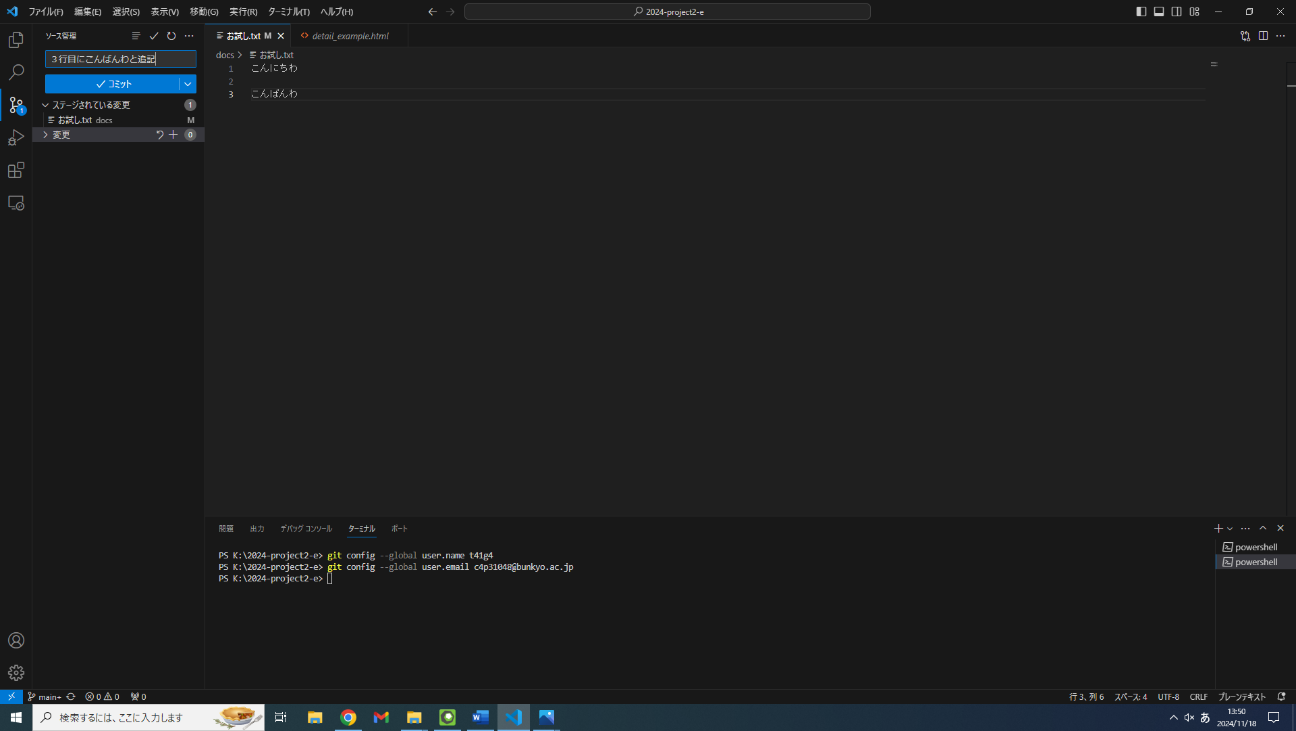 ファイル(F) 編集(E) 選択(S) 表示(V) 移動(G) 実行(R) ターミナル(T) ヘルプ(H)
2024-project2-e
ソース管理
3行目にこんばんわと追記
コミット
ステージされている変更 1
お試し.txt docs M
変更 0
1
お試し.txt M
detail_example.html
docs お試し.txt
1 こんにちわ
2
3 こんばんわ
問題 出力 デバッグ コンソール ターミナル ポート
PS K:\2024-project2-e> git config --global user.name t41g4
PS K:\2024-project2-e> git config --global user.email c4p31048@bunkyo.ac.jp
PS K:\2024-project2-e>
powershell
powershell
main+ 0 0 0
行 3、列 6 スペース: 4 UTF-8 CRLF プレーンテキスト
検索するには、ここに入力します
あ
13:50
2024/11/18